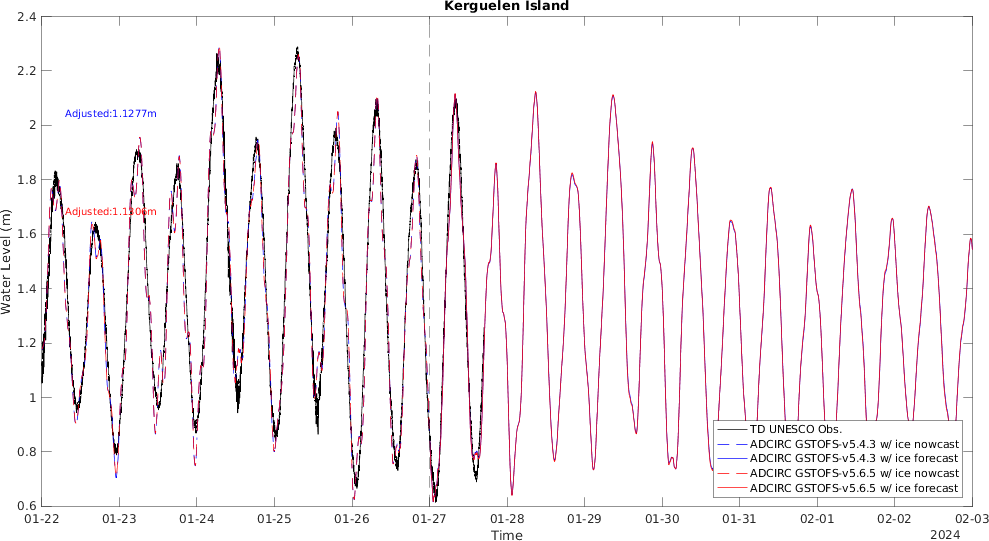 Kerguelen Island
Water Level (m)
2.4
2.2
2
1.8
1.6
1.4
1.2
1
0.8
0.6
Adjusted:1.1277m
Adjusted:1.1306m
TD UNESCO Obs.
ADCIRC GSTOFS-v5.4.3 w/ ice nowcast
ADCIRC GSTOFS-v5.4.3 w/ ice forecast
ADCIRC GSTOFS-v5.6.5 w/ ice nowcast
ADCIRC GSTOFS-v5.6.5 w/ ice forecast
01-22 01-23 01-24 01-25 01-26 01-27 01-28 01-29 01-30 01-31 02-01 02-02 02-03
Time
2024